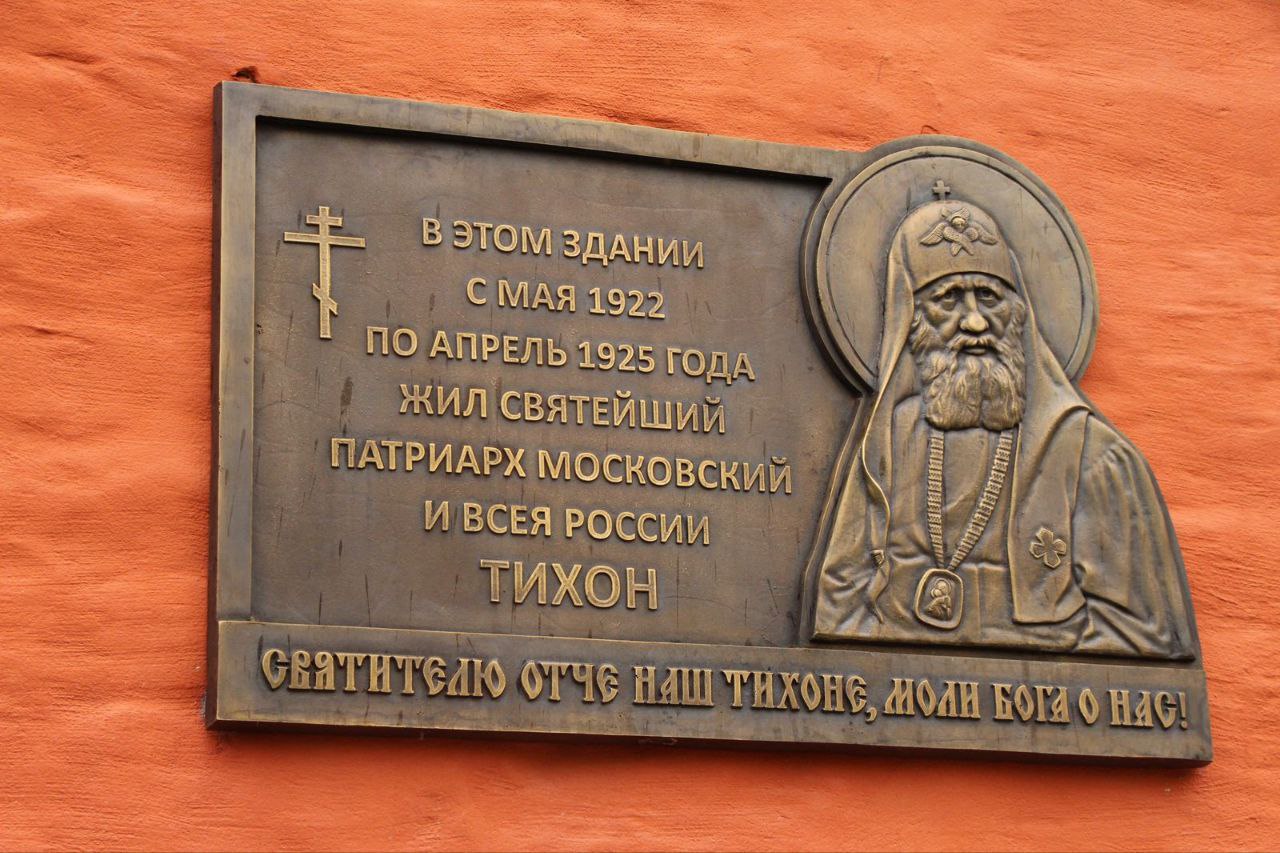 В ЭТОМ ЗДАНИИ
С МАЯ 1922
ПО АПРЕЛЬ 1925 ГОДА
ЖИЛ СВЯТЕЙШИЙ
ПАТРИАРХ МОСКОВСКИЙ
И ВСЕЯ РОССИИ
ТИХОН
СВЯТИТЕЛЮ ОТЧЕ НАШ ТИХОНЕ, МОЛИ БОГА О НАС!